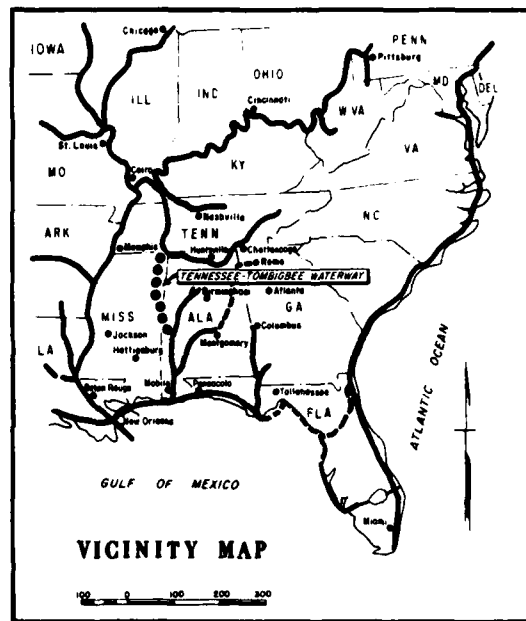 Chicago
IOWA
PENN
Pittsburg
OHIO
ILL
IND
MD
DEL
Cincinnati
W VA
St. Louis
VA
MO
KY
Cairo
Nashville
NC
TENN
ARK
Memphis
Huntsville
Chattanooga
Rome
TENNESSEE-TOMBIGBEE WATERWAY
Birmingham
Atlanta
MISS
ALA
GA
Jackson
Columbus
LA
Hattiesburg
Montgomery
Baton Rouge
Mobile
Pensacola
Tallahassee
FLA
New Orleans
ATLANTIC OCEAN
GULF OF MEXICO
Miami
VICINITY MAP
100 0 100 200 300